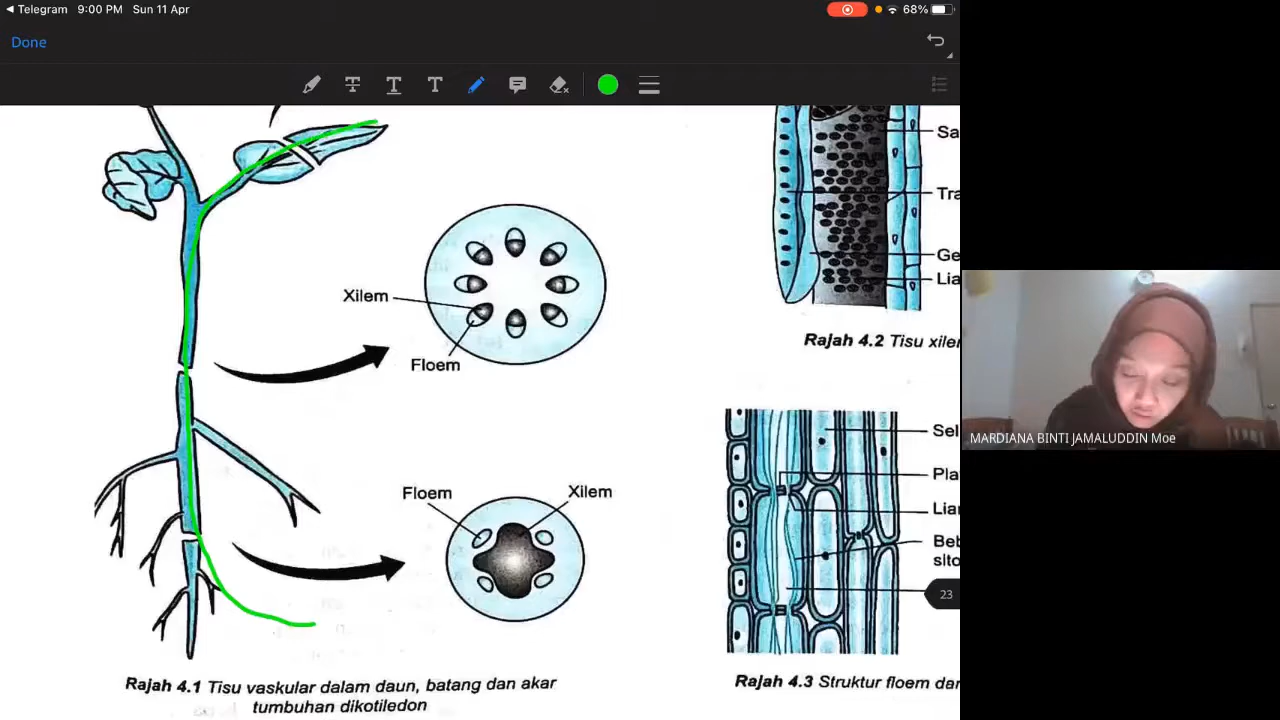 Telegram 9:00 PM Sun 11 Apr 68%
Done
Xilem
Floem
Floem
Xilem
Rajah 4.1 Tisu vaskular dalam daun, batang dan akar
tumbuhan dikotiledon
Sa
Tra
Ge
Lia
Rajah 4.2 Tisu xilem
Sel
Pla
Lian
Beb
sito
23
Rajah 4.3 Struktur floem dar
MARDIANA BINTI JAMALUDDIN Moe